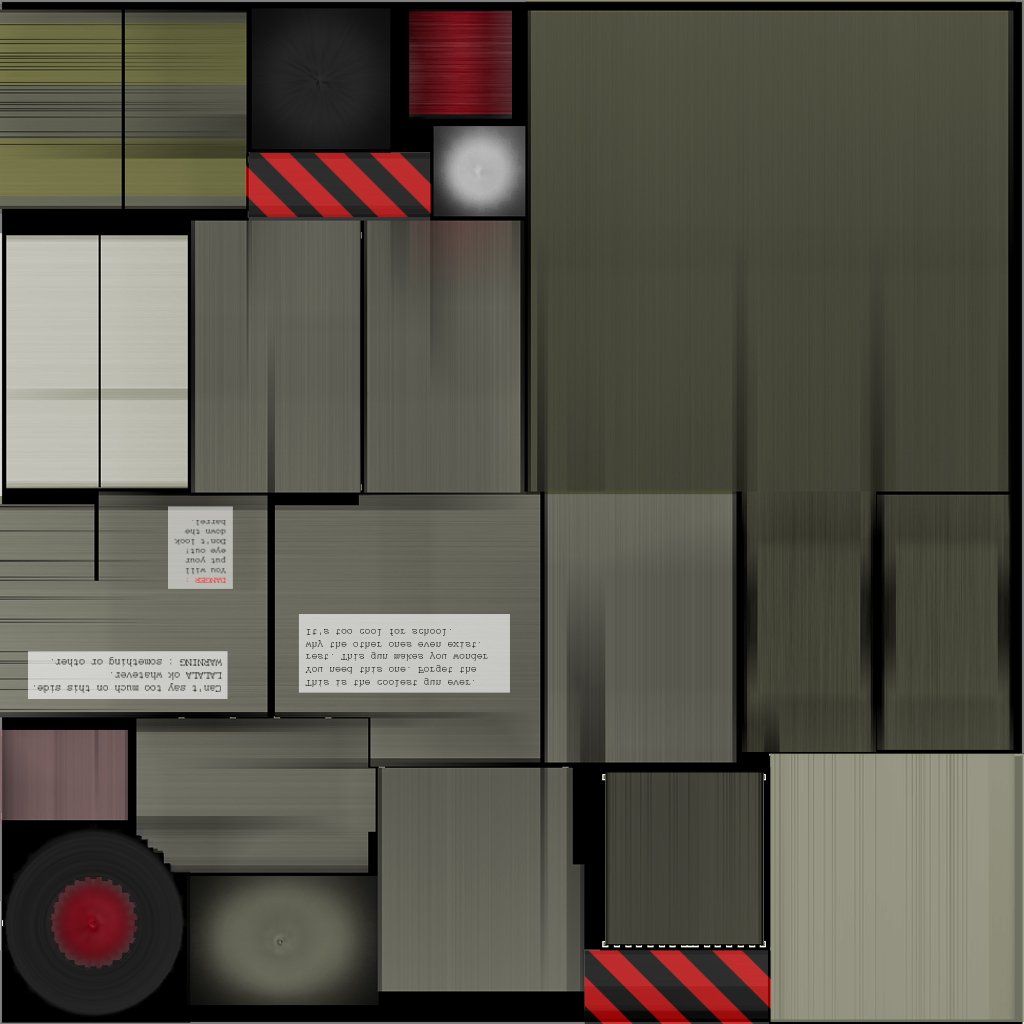 DANGER :
You will
put your
eye out!
Don't look
down the
barrel.
Can't say too much on this side.
LALALA ok whatever.
WARNING : something or other.
This is the coolest gun ever.
You need this one. Forget the
rest. This gun makes you wonder
why the other ones even exist.
It's too cool for school.